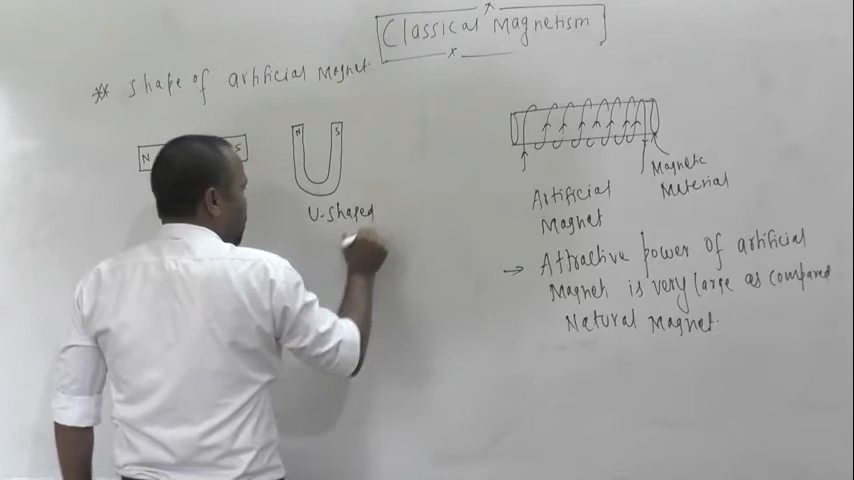 Classical Magnetism
** Shape of artificial Magnet.
N S
N S
U-Shaped
Magnetic
Material
Artificial
Magnet
→ Attractive power of artificial
Magnet is very large as compared
Natural Magnet.